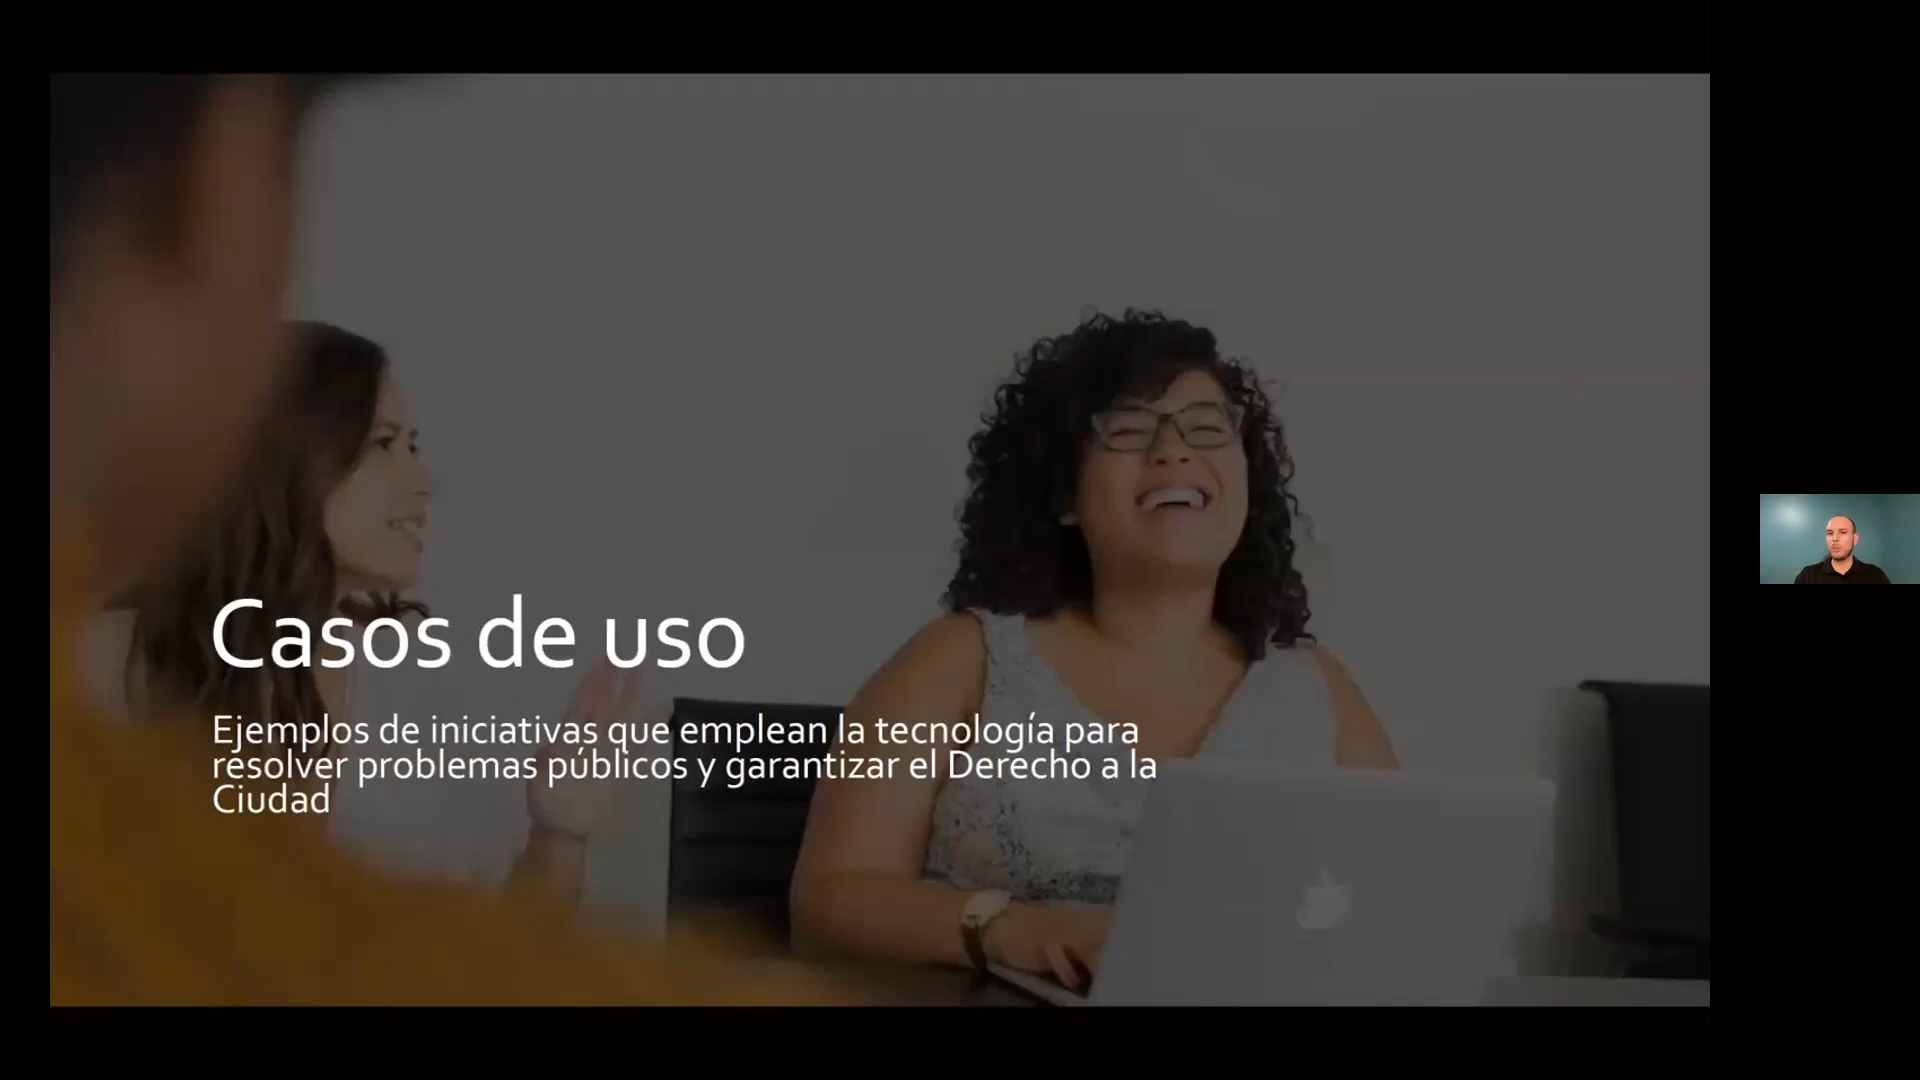 Casos de uso
Ejemplos de iniciativas que emplean la tecnología para
resolver problemas públicos y garantizar el Derecho a la
Ciudad